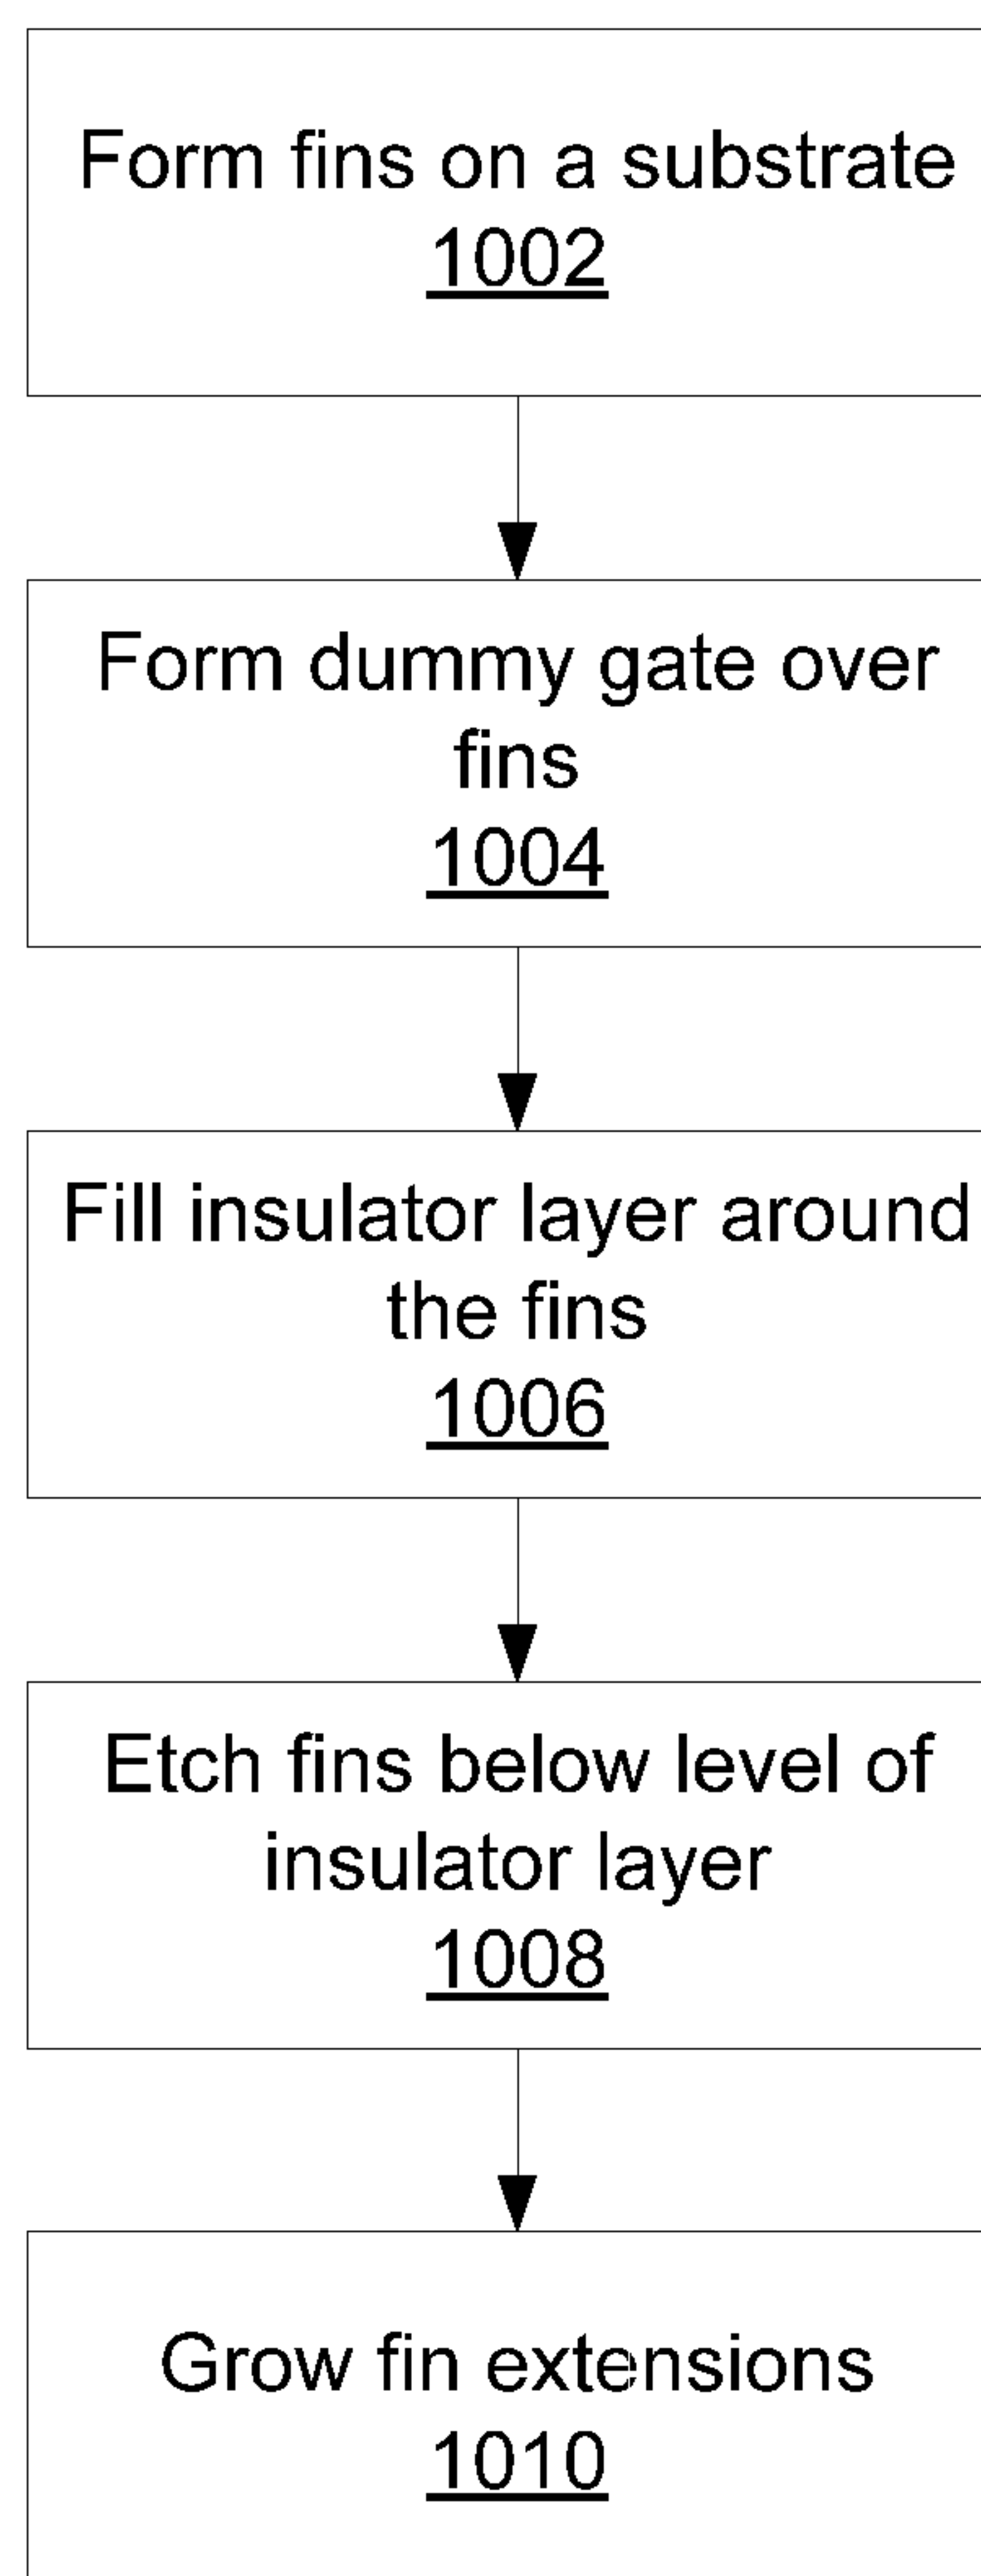 Form fins on a substrate
1002
Form dummy gate over
fins
1004
Fill insulator layer around
the fins
1006
Etch fins below level of
insulator layer
1008
Grow fin extensions
1010